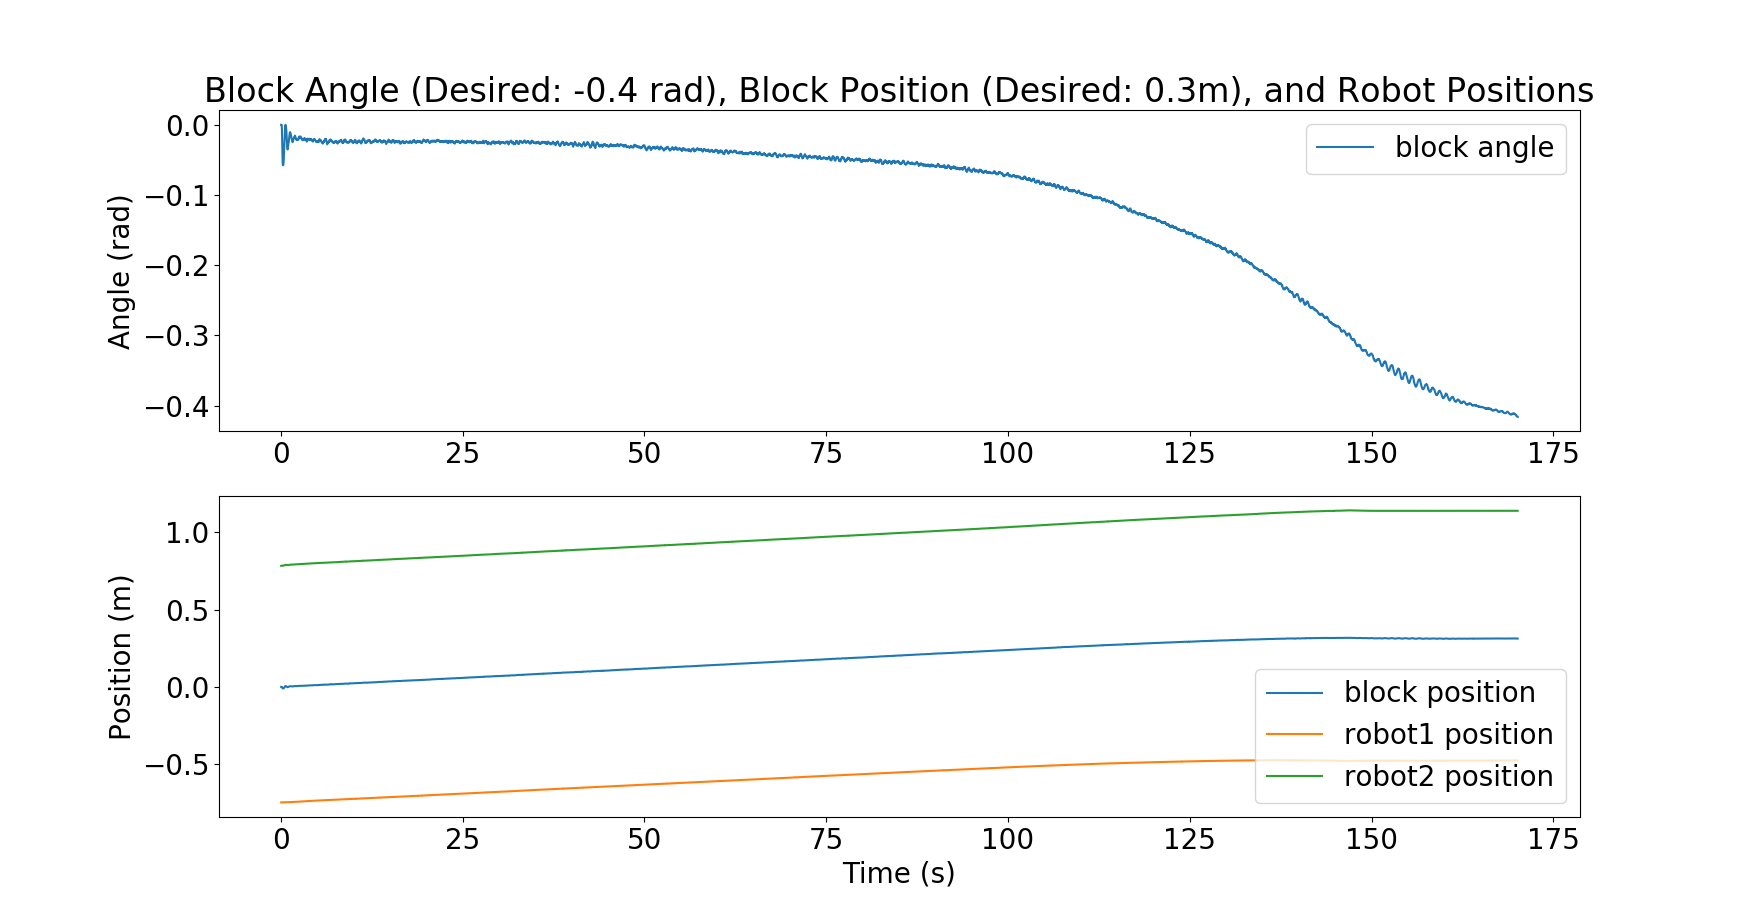 Block Angle (Desired: -0.4 rad), Block Position (Desired: 0.3m), and Robot Positions
0.0
−0.1
−0.2
−0.3
−0.4
Angle (rad)
block angle
0 25 50 75 100 125 150 175
1.0
0.5
0.0
−0.5
Position (m)
block position
robot1 position
robot2 position
0 25 50 75 100 125 150 175
Time (s)